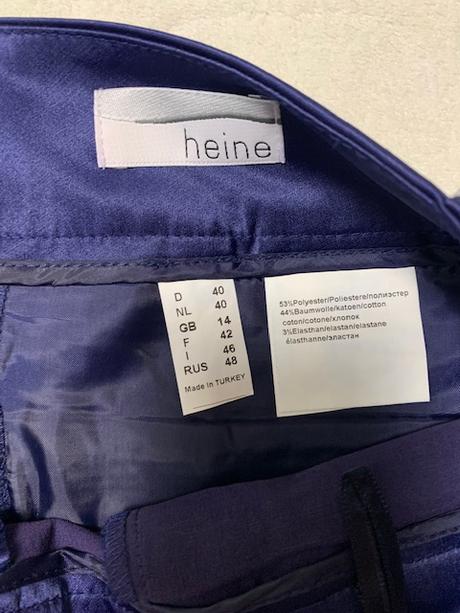 heine
D 40
NL 40
GB 14
F 42
I 46
RUS 48
Made in TURKEY
53%Polyester/Poliestere/полиэстер
44%Baumwolle/katoen/cotton
coton/cotone/хлопок
3%Elasthan/elastan/elastane
élasthanne/эластан